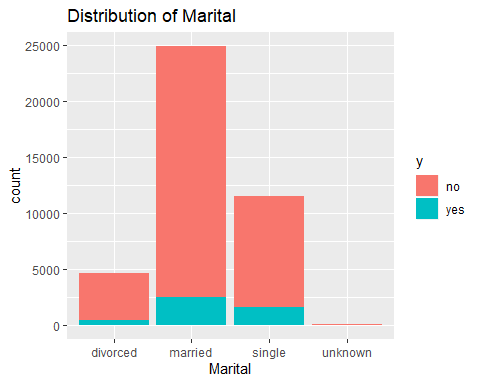 Distribution of Marital
25000
20000
15000
10000
5000
0
count
divorced married single unknown
Marital
y
no
yes